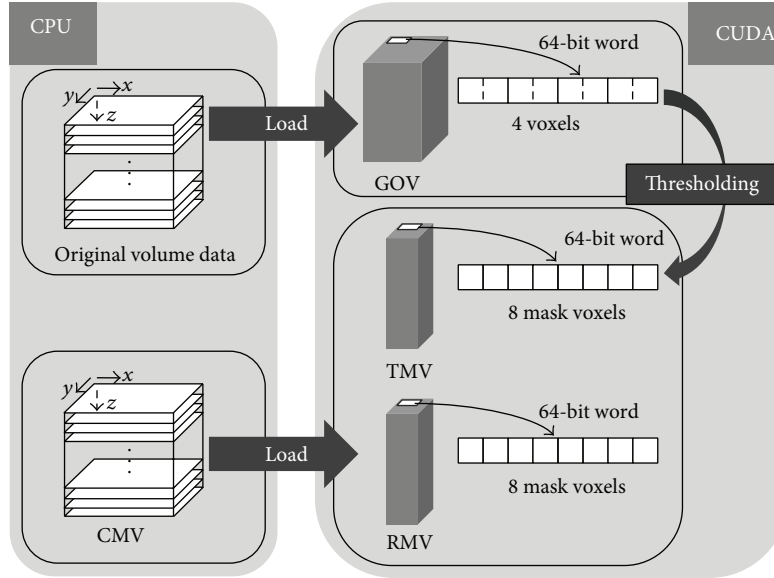 CPU
y
x
z
⋮
⋮
Original volume data
Load
CUDA
64-bit word
4 voxels
GOV
Thresholding
64-bit word
8 mask voxels
TMV
y
x
z
⋮
⋮
CMV
Load
64-bit word
8 mask voxels
RMV